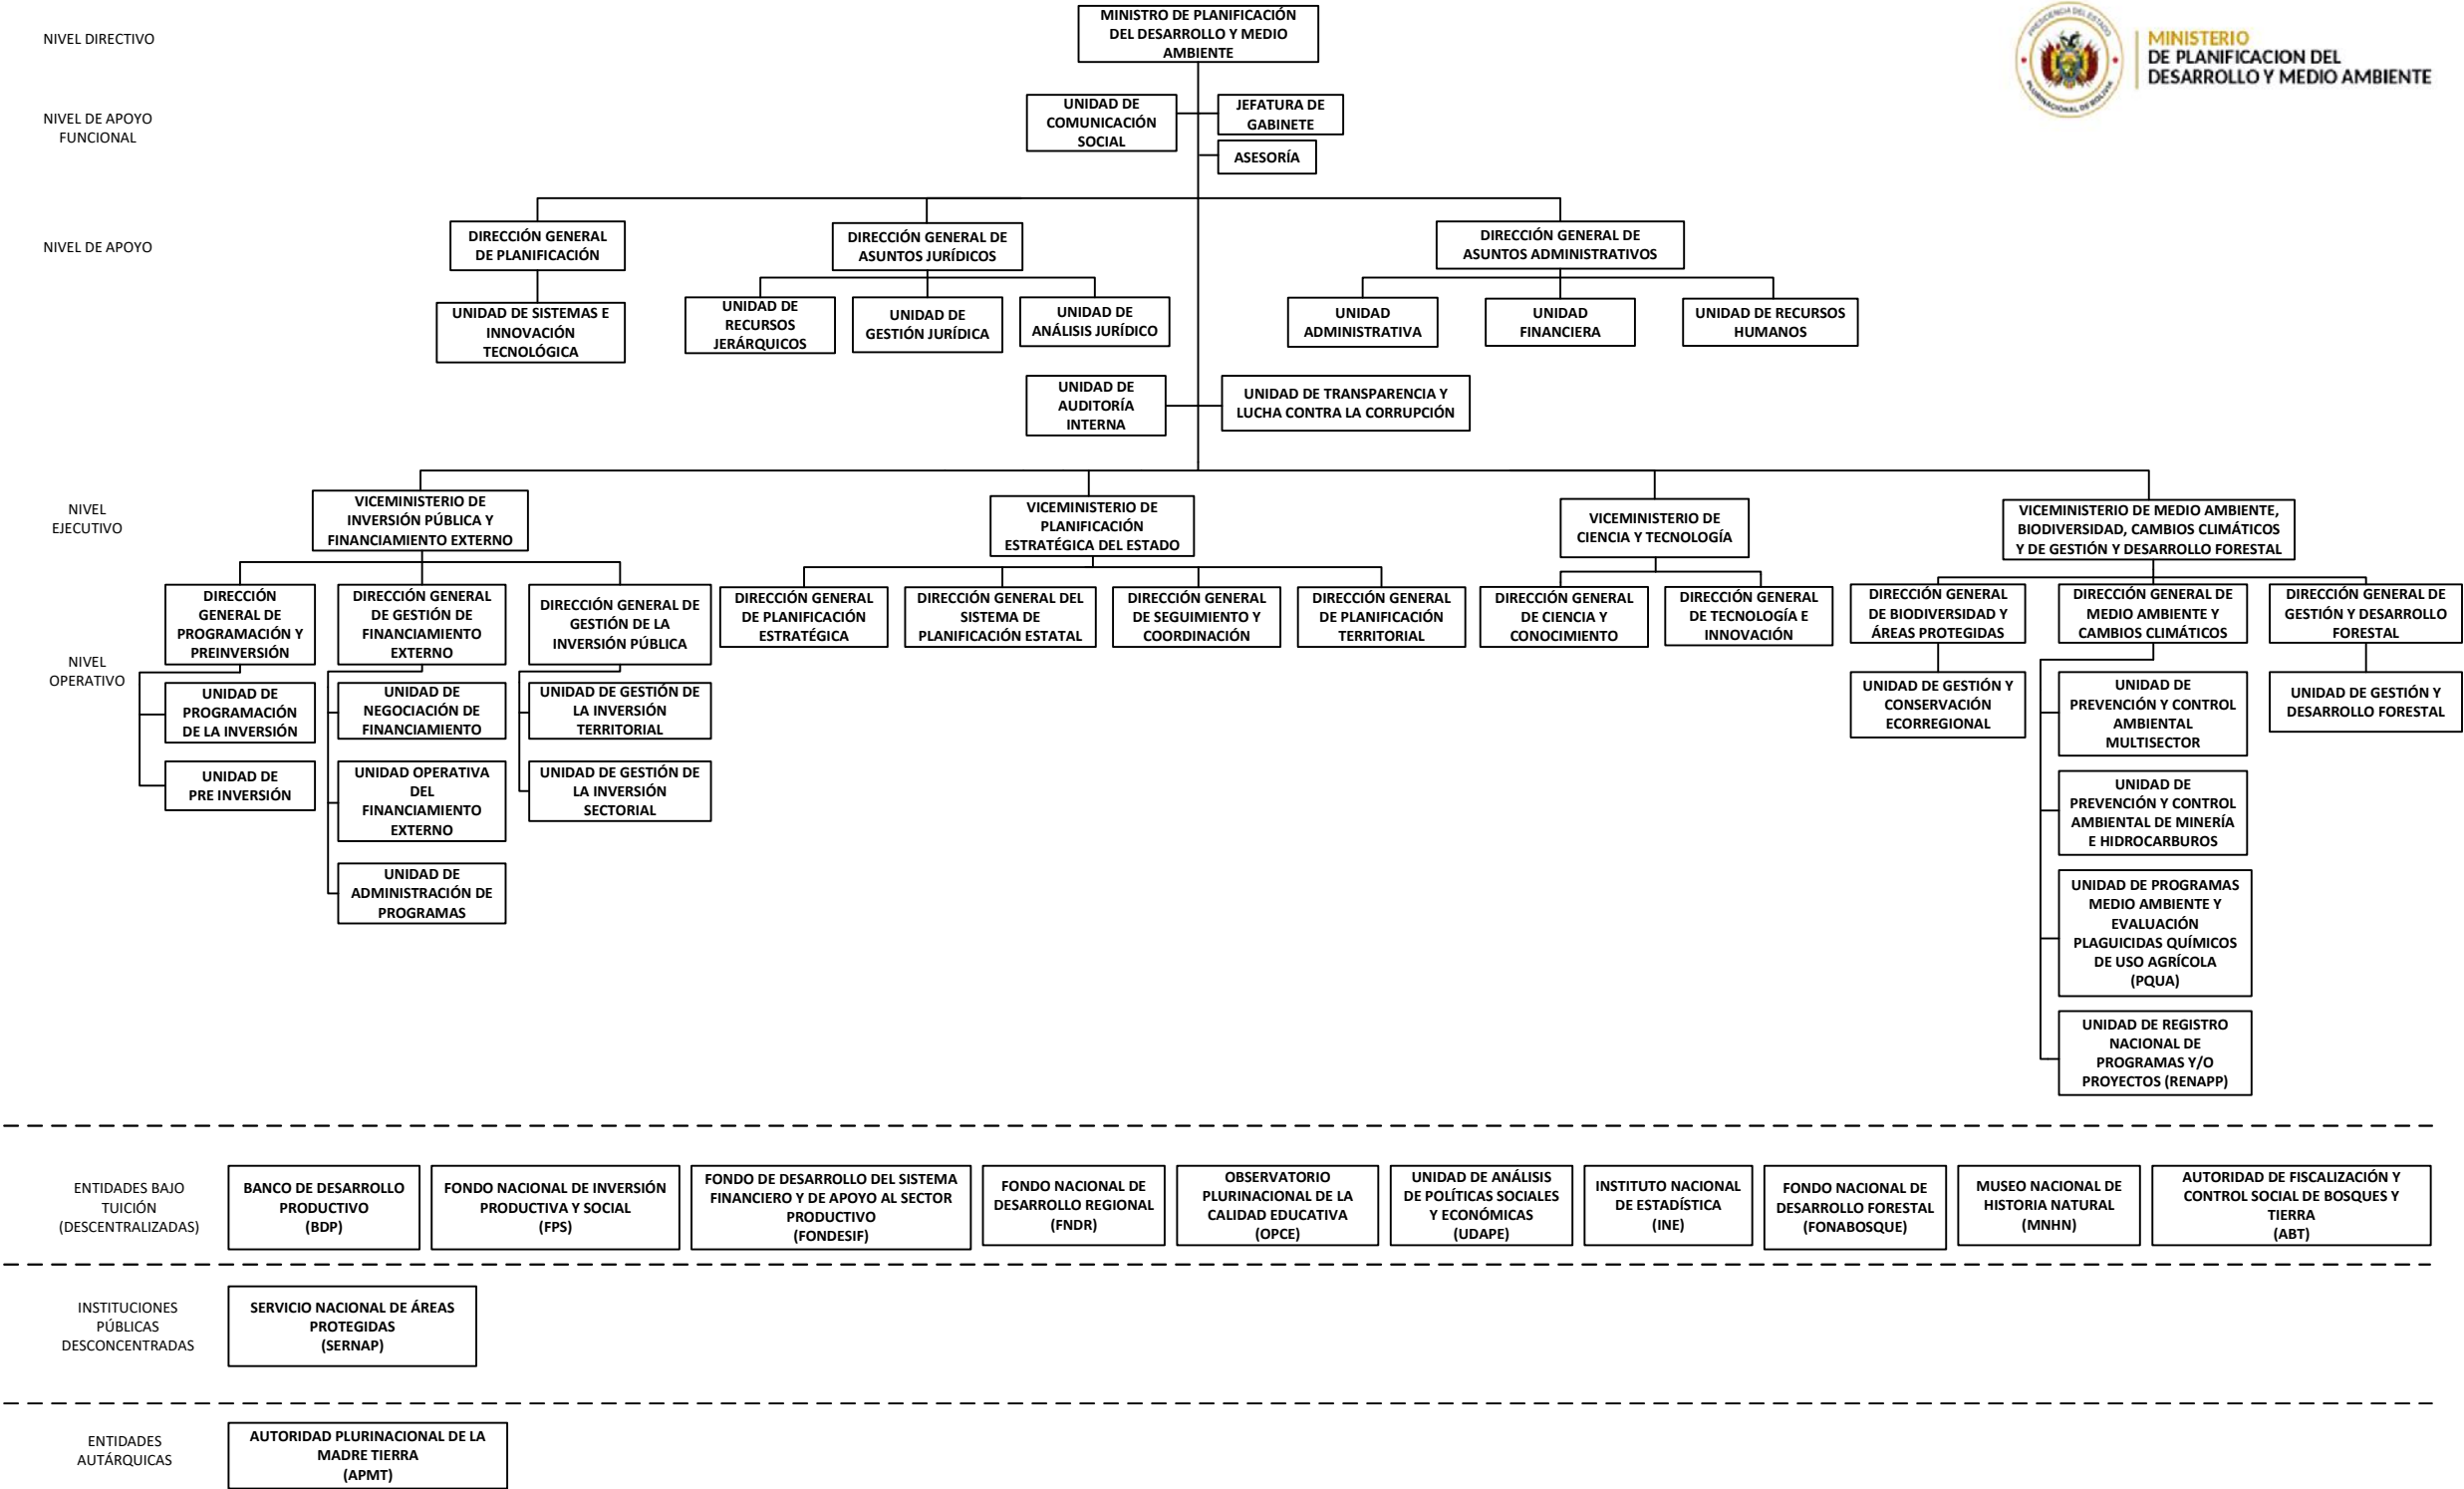 NIVEL DIRECTIVO
MINISTRO DE PLANIFICACIÓN
DEL DESARROLLO Y MEDIO
AMBIENTE
PRESIDENCIA DEL ESTADO
PLURINACIONAL DE BOLIVIA
MINISTERIO
DE PLANIFICACION DEL
DESARROLLO Y MEDIO AMBIENTE
NIVEL DE APOYO
FUNCIONAL
UNIDAD DE
COMUNICACIÓN
SOCIAL
JEFATURA DE
GABINETE
ASESORÍA
NIVEL DE APOYO
DIRECCIÓN GENERAL
DE PLANIFICACIÓN
DIRECCIÓN GENERAL DE
ASUNTOS JURÍDICOS
DIRECCIÓN GENERAL DE
ASUNTOS ADMINISTRATIVOS
UNIDAD DE SISTEMAS E
INNOVACIÓN
TECNOLÓGICA
UNIDAD DE
RECURSOS
JERÁRQUICOS
UNIDAD DE
GESTIÓN JURÍDICA
UNIDAD DE
ANÁLISIS JURÍDICO
UNIDAD
ADMINISTRATIVA
UNIDAD
FINANCIERA
UNIDAD DE RECURSOS
HUMANOS
UNIDAD DE
AUDITORÍA
INTERNA
UNIDAD DE TRANSPARENCIA Y
LUCHA CONTRA LA CORRUPCIÓN
NIVEL
EJECUTIVO
VICEMINISTERIO DE
INVERSIÓN PÚBLICA Y
FINANCIAMIENTO EXTERNO
VICEMINISTERIO DE
PLANIFICACIÓN
ESTRATÉGICA DEL ESTADO
VICEMINISTERIO DE
CIENCIA Y TECNOLOGÍA
VICEMINISTERIO DE MEDIO AMBIENTE,
BIODIVERSIDAD, CAMBIOS CLIMÁTICOS
Y DE GESTIÓN Y DESARROLLO FORESTAL
NIVEL
OPERATIVO
DIRECCIÓN
GENERAL DE
PROGRAMACIÓN Y
PREINVERSIÓN
DIRECCIÓN GENERAL
DE GESTIÓN DE
FINANCIAMIENTO
EXTERNO
DIRECCIÓN GENERAL DE
GESTIÓN DE LA
INVERSIÓN PÚBLICA
DIRECCIÓN GENERAL
DE PLANIFICACIÓN
ESTRATÉGICA
DIRECCIÓN GENERAL DEL
SISTEMA DE
PLANIFICACIÓN ESTATAL
DIRECCIÓN GENERAL
DE SEGUIMIENTO Y
COORDINACIÓN
DIRECCIÓN GENERAL
DE PLANIFICACIÓN
TERRITORIAL
DIRECCIÓN GENERAL
DE CIENCIA Y
CONOCIMIENTO
DIRECCIÓN GENERAL
DE TECNOLOGÍA E
INNOVACIÓN
DIRECCIÓN GENERAL
DE BIODIVERSIDAD Y
ÁREAS PROTEGIDAS
DIRECCIÓN GENERAL DE
MEDIO AMBIENTE Y
CAMBIOS CLIMÁTICOS
DIRECCIÓN GENERAL DE
GESTIÓN Y DESARROLLO
FORESTAL
UNIDAD DE
PROGRAMACIÓN
DE LA INVERSIÓN
UNIDAD DE
PRE INVERSIÓN
UNIDAD DE
NEGOCIACIÓN DE
FINANCIAMIENTO
UNIDAD OPERATIVA
DEL
FINANCIAMIENTO
EXTERNO
UNIDAD DE
ADMINISTRACIÓN DE
PROGRAMAS
UNIDAD DE GESTIÓN DE
LA INVERSIÓN
TERRITORIAL
UNIDAD DE GESTIÓN DE
LA INVERSIÓN
SECTORIAL
UNIDAD DE GESTIÓN Y
CONSERVACIÓN
ECORREGIONAL
UNIDAD DE
PREVENCIÓN Y CONTROL
AMBIENTAL
MULTISECTOR
UNIDAD DE
PREVENCIÓN Y CONTROL
AMBIENTAL DE MINERÍA
E HIDROCARBUROS
UNIDAD DE PROGRAMAS
MEDIO AMBIENTE Y
EVALUACIÓN
PLAGUICIDAS QUÍMICOS
DE USO AGRÍCOLA
(PQUA)
UNIDAD DE REGISTRO
NACIONAL DE
PROGRAMAS Y/O
PROYECTOS (RENAPP)
UNIDAD DE GESTIÓN Y
DESARROLLO FORESTAL
ENTIDADES BAJO
TUICIÓN
(DESCENTRALIZADAS)
BANCO DE DESARROLLO
PRODUCTIVO
(BDP)
FONDO NACIONAL DE INVERSIÓN
PRODUCTIVA Y SOCIAL
(FPS)
FONDO DE DESARROLLO DEL SISTEMA
FINANCIERO Y DE APOYO AL SECTOR
PRODUCTIVO
(FONDESIF)
FONDO NACIONAL DE
DESARROLLO REGIONAL
(FNDR)
OBSERVATORIO
PLURINACIONAL DE LA
CALIDAD EDUCATIVA
(OPCE)
UNIDAD DE ANÁLISIS
DE POLÍTICAS SOCIALES
Y ECONÓMICAS
(UDAPE)
INSTITUTO NACIONAL
DE ESTADÍSTICA
(INE)
FONDO NACIONAL DE
DESARROLLO FORESTAL
(FONABOSQUE)
MUSEO NACIONAL DE
HISTORIA NATURAL
(MNHN)
AUTORIDAD DE FISCALIZACIÓN Y
CONTROL SOCIAL DE BOSQUES Y
TIERRA
(ABT)
INSTITUCIONES
PÚBLICAS
DESCONCENTRADAS
SERVICIO NACIONAL DE ÁREAS
PROTEGIDAS
(SERNAP)
ENTIDADES
AUTÁRQUICAS
AUTORIDAD PLURINACIONAL DE LA
MADRE TIERRA
(APMT)